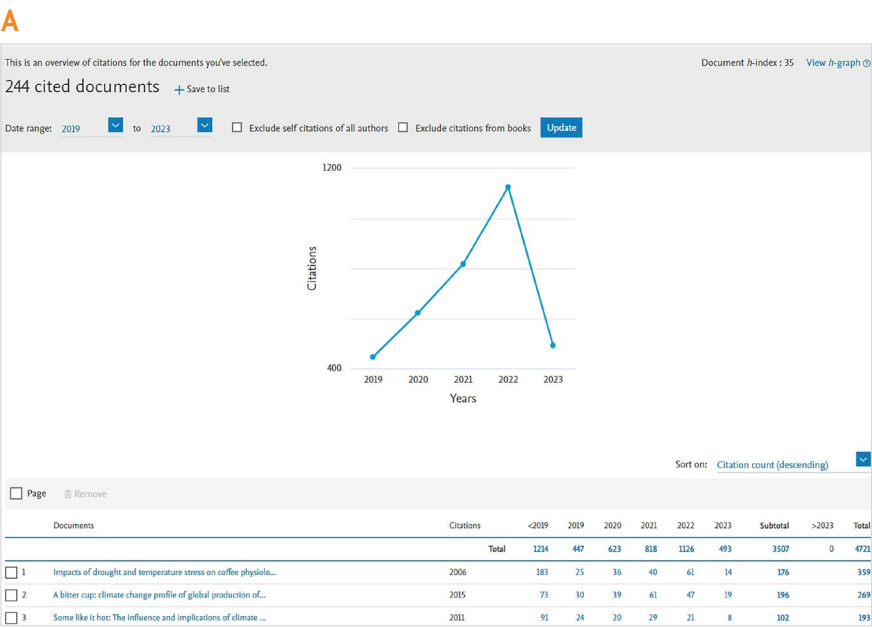 A
This is an overview of citations for the documents you've selected.
Document h-index : 35 View h-graph
244 cited documents + Save to list
Date range: 2019 to 2023 Exclude self citations of all authors Exclude citations from books Update
1200
Citations
400
2019 2020 2021 2022 2023
Years
Sort on: Citation count (descending)
Page Remove
Documents Citations <2019 2019 2020 2021 2022 2023 Subtotal >2023 Total
Total 1214 447 623 818 1126 493 3507 0 4721
1 Impacts of drought and temperature stress on coffee physiolo... 2006 183 25 36 40 61 14 176 359
2 A bitter cup: climate change profile of global production of... 2015 73 30 39 61 47 19 196 269
3 Some like it hot: The influence and implications of climate ... 2011 91 24 20 29 21 8 102 193